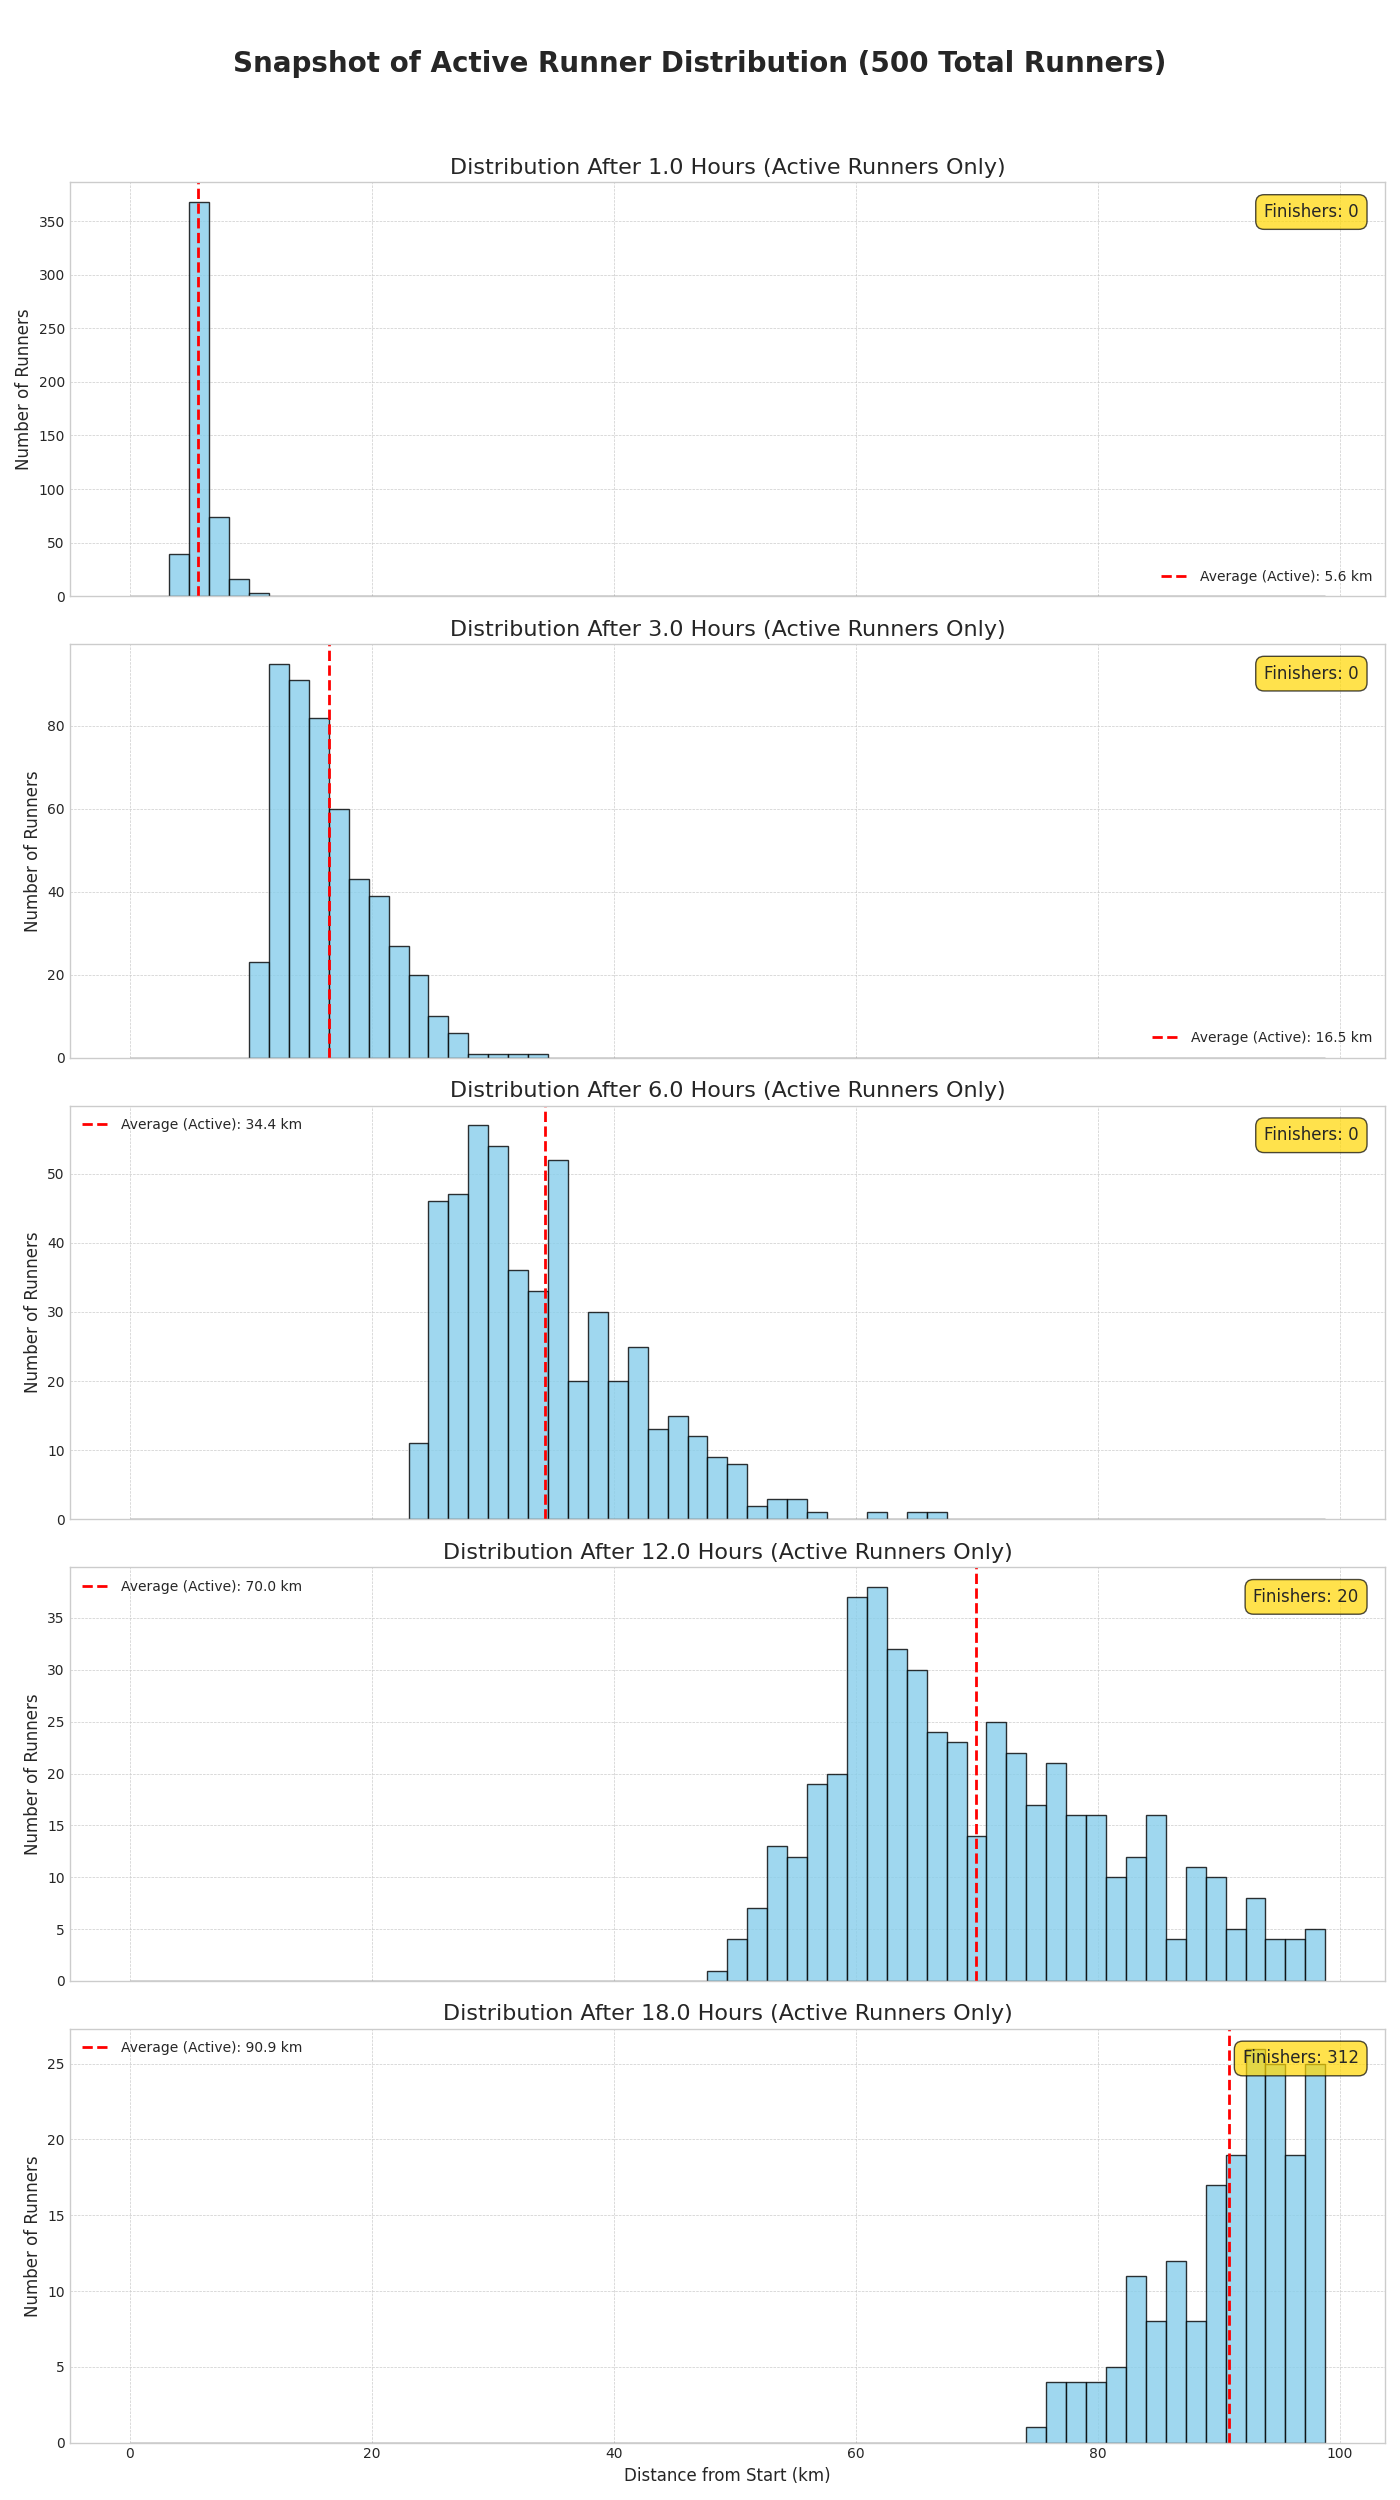 Snapshot of Active Runner Distribution (500 Total Runners)
Distribution After 1.0 Hours (Active Runners Only)
Number of Runners
350
300
250
200
150
100
50
0
Finishers: 0
Average (Active): 5.6 km
Distribution After 3.0 Hours (Active Runners Only)
Number of Runners
80
60
40
20
0
Finishers: 0
Average (Active): 16.5 km
Distribution After 6.0 Hours (Active Runners Only)
Number of Runners
50
40
30
20
10
0
Average (Active): 34.4 km
Finishers: 0
Distribution After 12.0 Hours (Active Runners Only)
Number of Runners
35
30
25
20
15
10
5
0
Average (Active): 70.0 km
Finishers: 20
Distribution After 18.0 Hours (Active Runners Only)
Number of Runners
25
20
15
10
5
0
Average (Active): 90.9 km
Finishers: 312
0 20 40 60 80 100
Distance from Start (km)